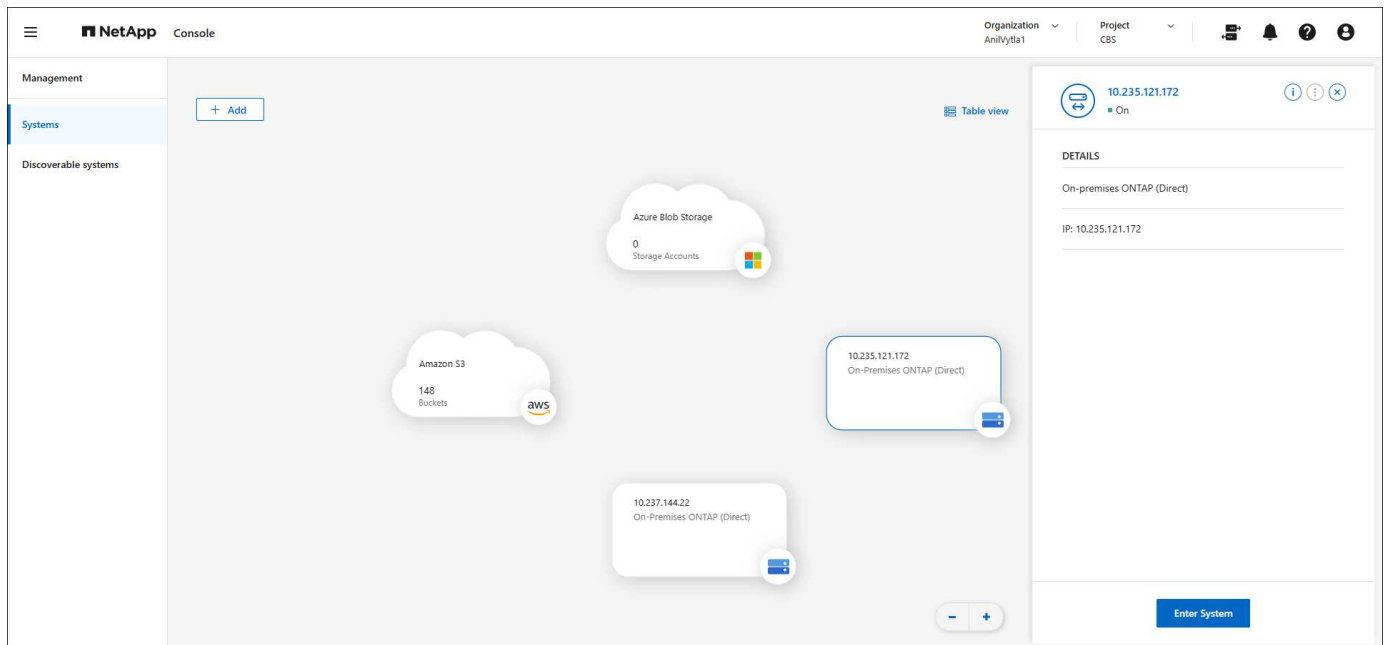 NetApp Console
Organization
AnilVytla1
Project
CBS
Management
Systems
Discoverable systems
+ Add
Table view
Azure Blob Storage
0
Storage Accounts
Amazon S3
148
Buckets
aws
10.235.121.172
On-Premises ONTAP (Direct)
10.237.144.22
On-Premises ONTAP (Direct)
10.235.121.172
On
DETAILS
On-premises ONTAP (Direct)
IP: 10.235.121.172
Enter System